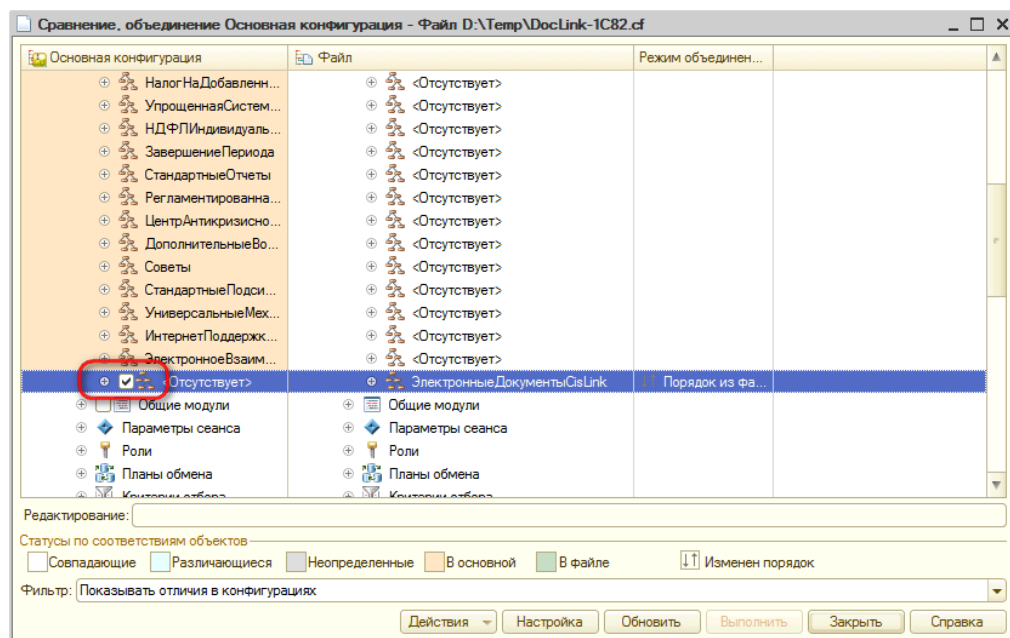 Сравнение, объединение Основная конфигурация - Файл D:\Temp\DocLink-1C82.cf
Основная конфигурация Файл Режим объединен...
НалогНаДобавленн... <Отсутствует>
УпрощеннаяСистем... <Отсутствует>
НДФЛИндивидуаль... <Отсутствует>
ЗавершениеПериода <Отсутствует>
СтандартныеОтчеты <Отсутствует>
Регламентированна... <Отсутствует>
ЦентрАнтикризисно... <Отсутствует>
ДополнительныеВо... <Отсутствует>
Советы <Отсутствует>
СтандартныеПодси... <Отсутствует>
УниверсальныеМех... <Отсутствует>
ИнтернетПоддержк... <Отсутствует>
ЭлектронноеВзаим... <Отсутствует>
<Отсутствует> ЭлектронныеДокументыCisLink Порядок из фа...
Общие модули Общие модули
Параметры сеанса Параметры сеанса
Роли Роли
Планы обмена Планы обмена
Критерии отбора Критерии отбора
Редактирование:
Статусы по соответствиям объектов
Совпадающие Различающиеся Неопределенные В основной В файле Изменен порядок
Фильтр: Показывать отличия в конфигурациях
Действия Настройка Обновить Выполнить Закрыть Справка